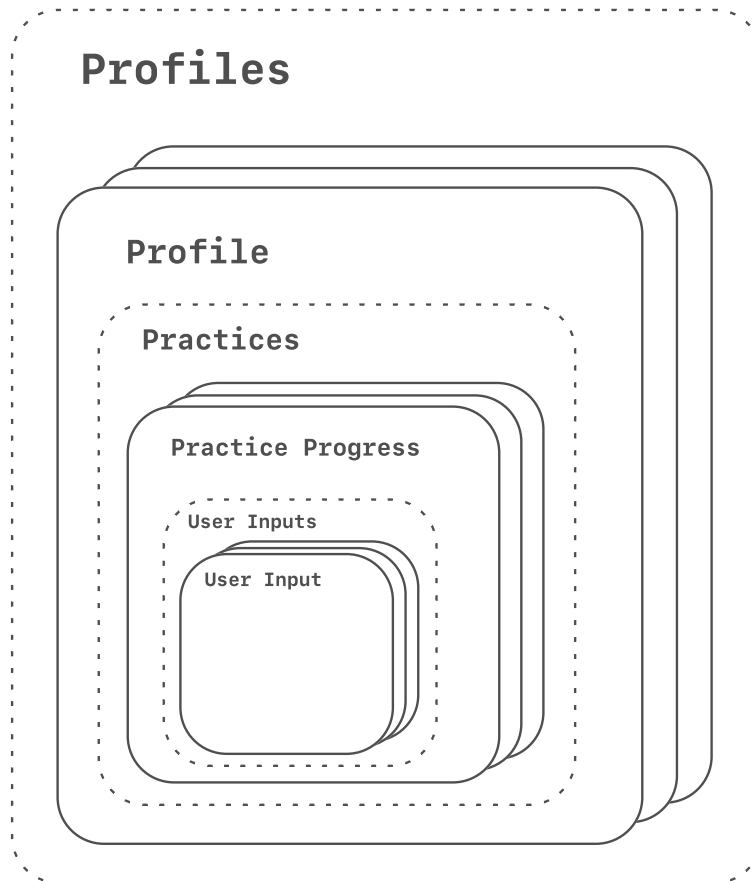 Profiles
Profile
Practices
Practice Progress
User Inputs
User Input